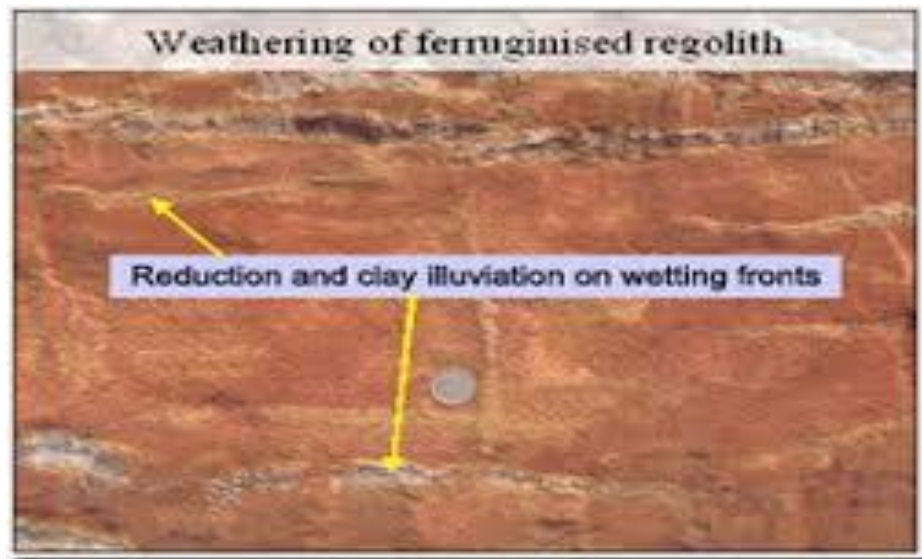 Weathering of ferruginised regolith
Reduction and clay illuviation on wetting fronts